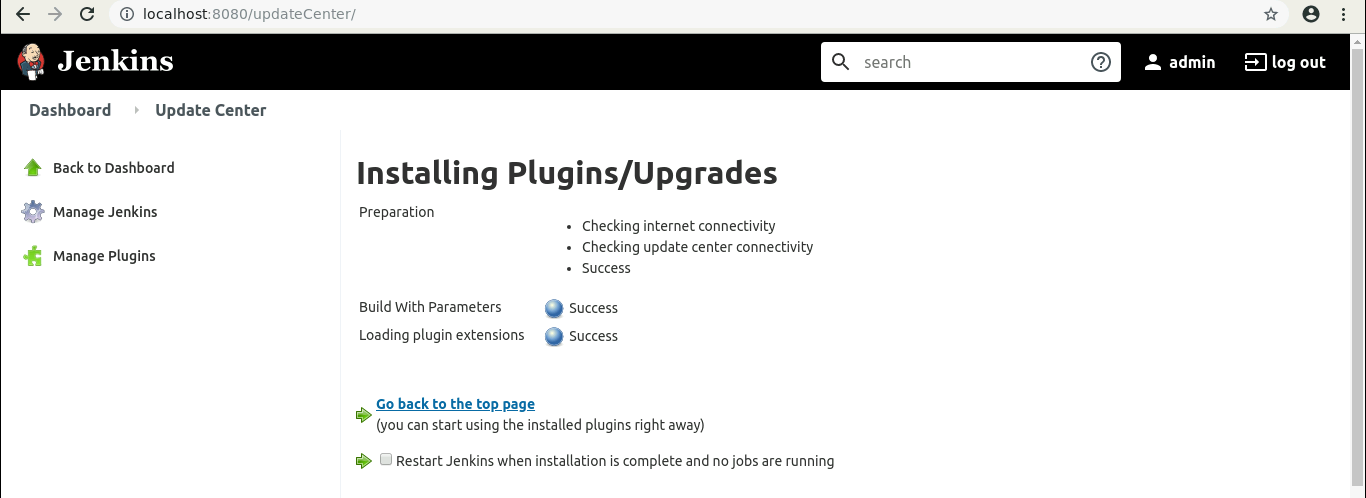 localhost:8080/updateCenter/
Jenkins
search
admin
log out
Dashboard
Update Center
Back to Dashboard
Manage Jenkins
Manage Plugins
Installing Plugins/Upgrades
Preparation
• Checking internet connectivity
• Checking update center connectivity
• Success
Build With Parameters Success
Loading plugin extensions Success
Go back to the top page
(you can start using the installed plugins right away)
Restart Jenkins when installation is complete and no jobs are running